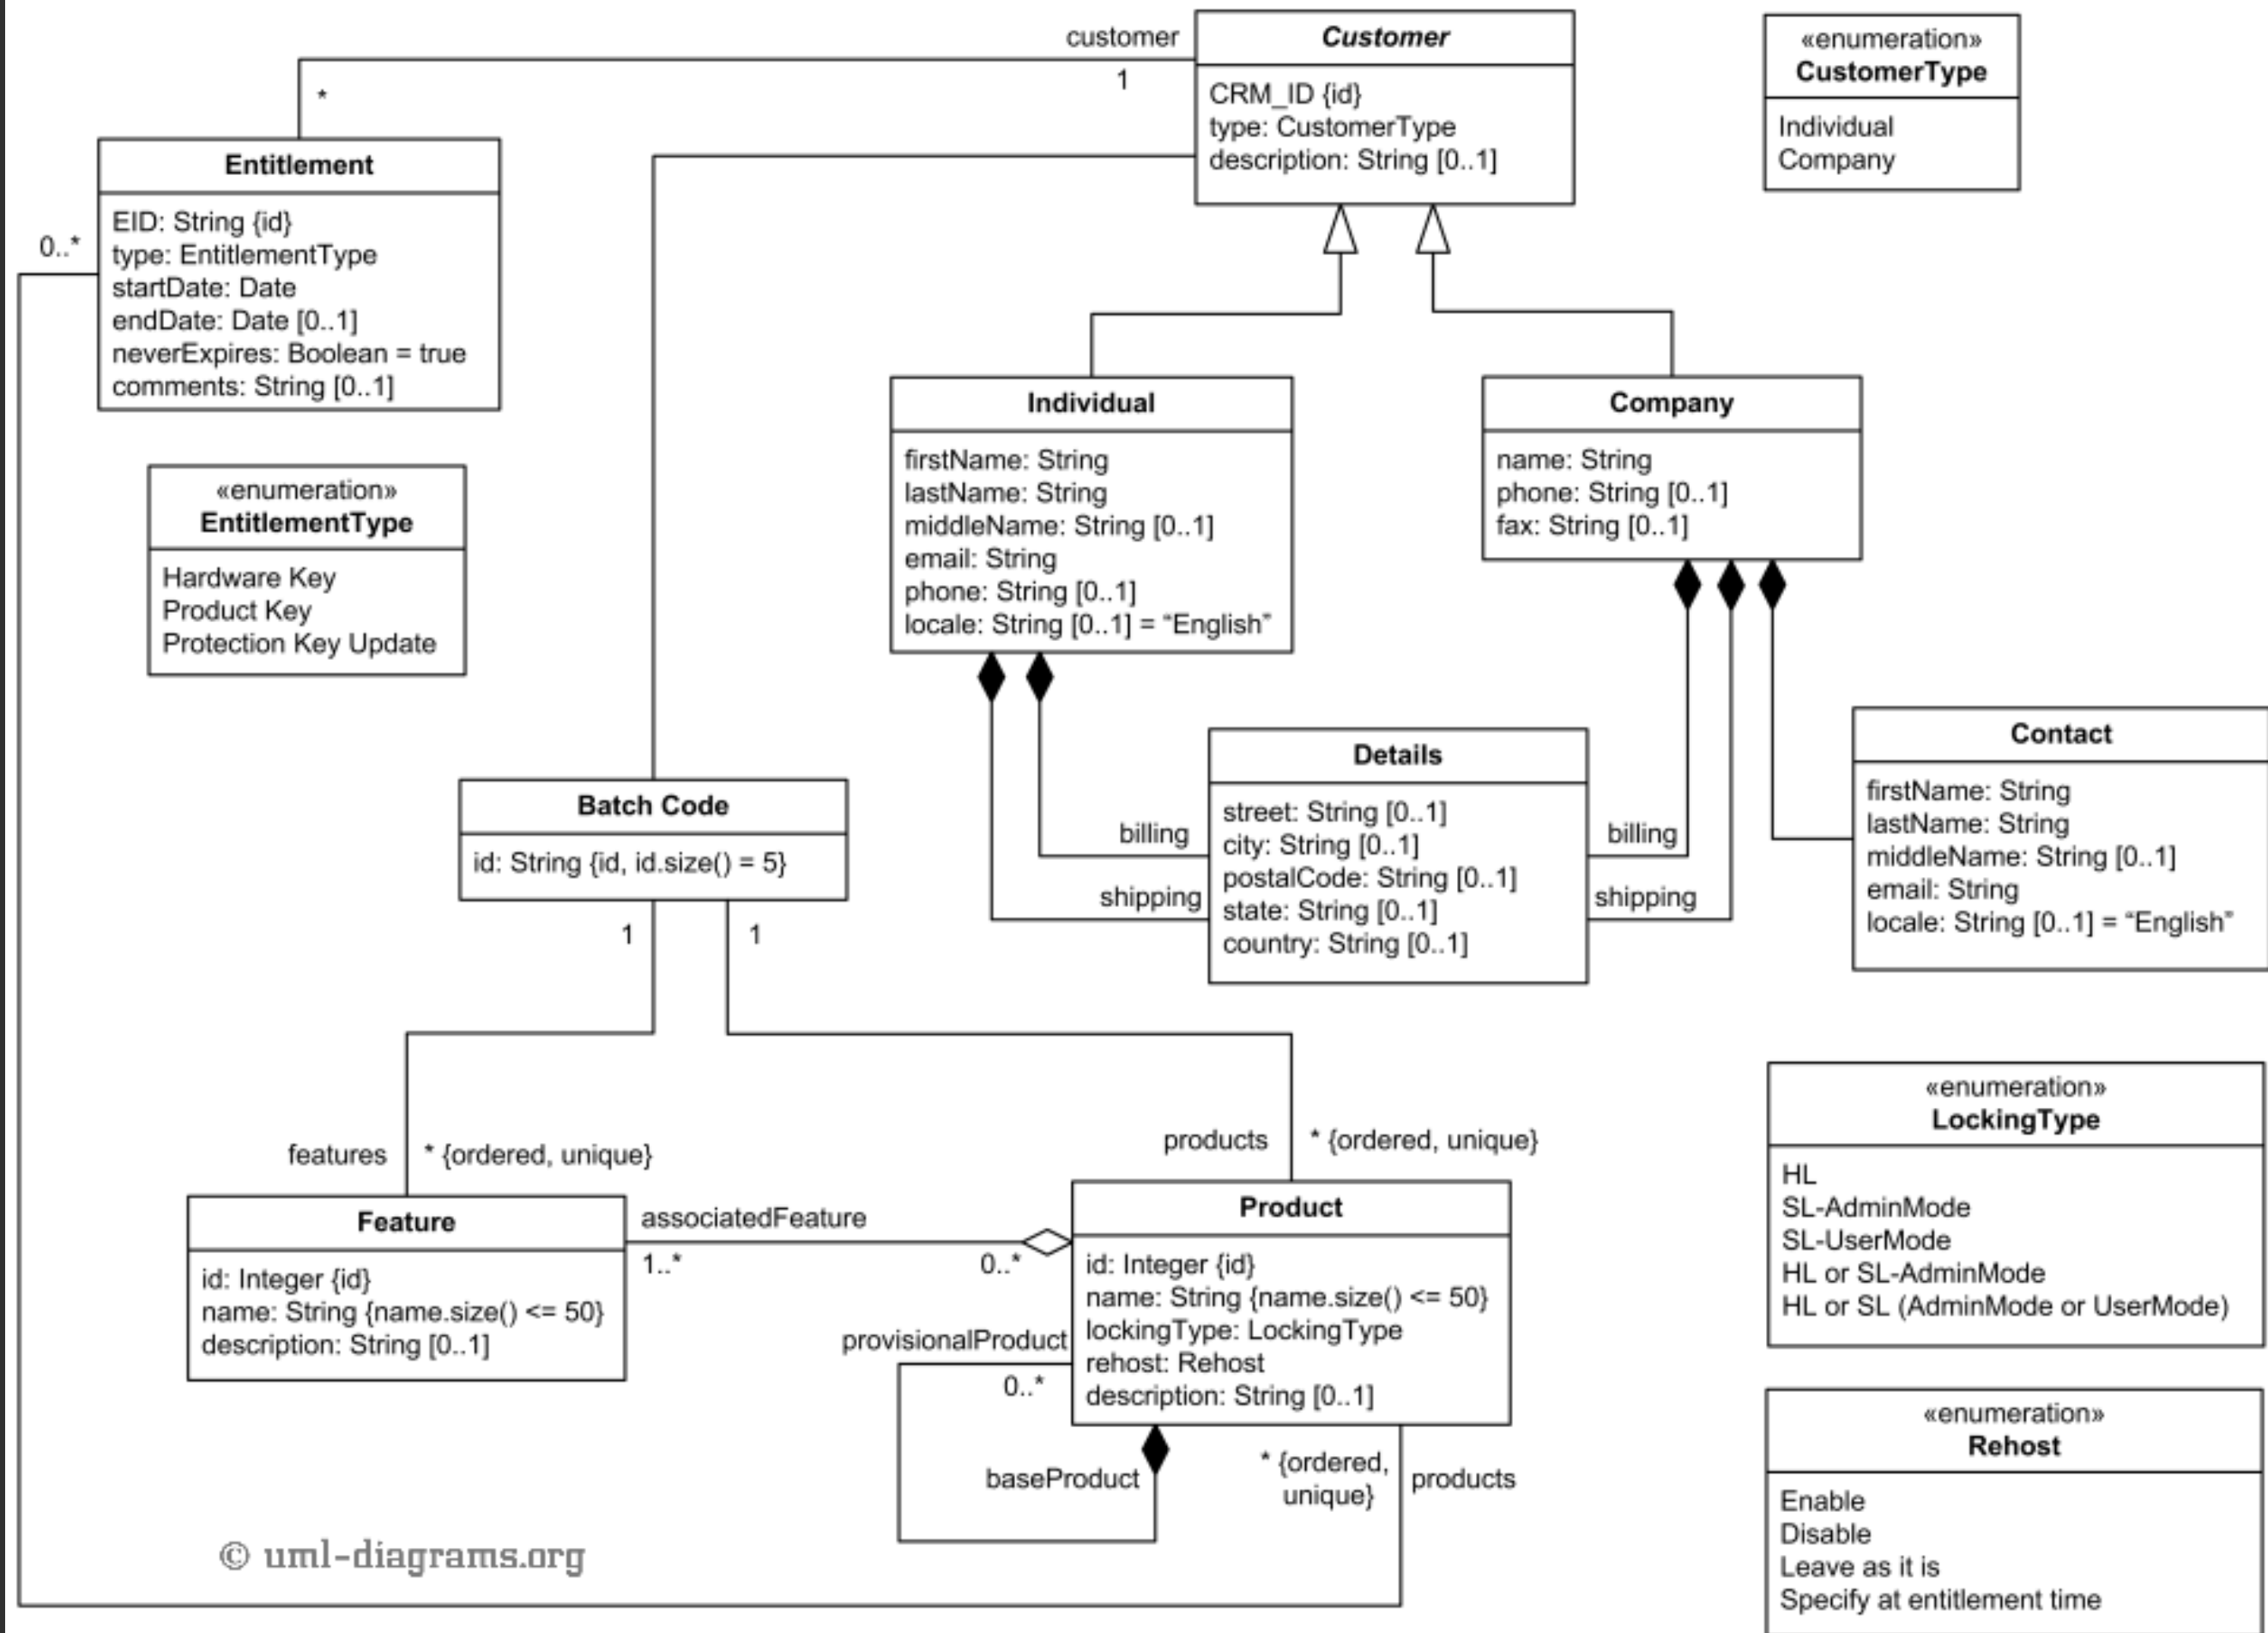 customer
1
*
Customer
CRM_ID {id}
type: CustomerType
description: String [0..1]
«enumeration»
CustomerType
Individual
Company
Entitlement
EID: String {id}
type: EntitlementType
startDate: Date
endDate: Date [0..1]
neverExpires: Boolean = true
comments: String [0..1]
0..*
«enumeration»
EntitlementType
Hardware Key
Product Key
Protection Key Update
Individual
firstName: String
lastName: String
middleName: String [0..1]
email: String
phone: String [0..1]
locale: String [0..1] = “English”
Company
name: String
phone: String [0..1]
fax: String [0..1]
Batch Code
id: String {id, id.size() = 5}
1
1
billing
shipping
Details
street: String [0..1]
city: String [0..1]
postalCode: String [0..1]
state: String [0..1]
country: String [0..1]
billing
shipping
Contact
firstName: String
lastName: String
middleName: String [0..1]
email: String
locale: String [0..1] = “English”
features
* {ordered, unique}
products
* {ordered, unique}
Feature
id: Integer {id}
name: String {name.size() <= 50}
description: String [0..1]
associatedFeature
1..*
0..*
Product
id: Integer {id}
name: String {name.size() <= 50}
lockingType: LockingType
rehost: Rehost
description: String [0..1]
provisionalProduct
0..*
baseProduct
* {ordered,
unique}
products
«enumeration»
LockingType
HL
SL-AdminMode
SL-UserMode
HL or SL-AdminMode
HL or SL (AdminMode or UserMode)
«enumeration»
Rehost
Enable
Disable
Leave as it is
Specify at entitlement time
© uml-diagrams.org